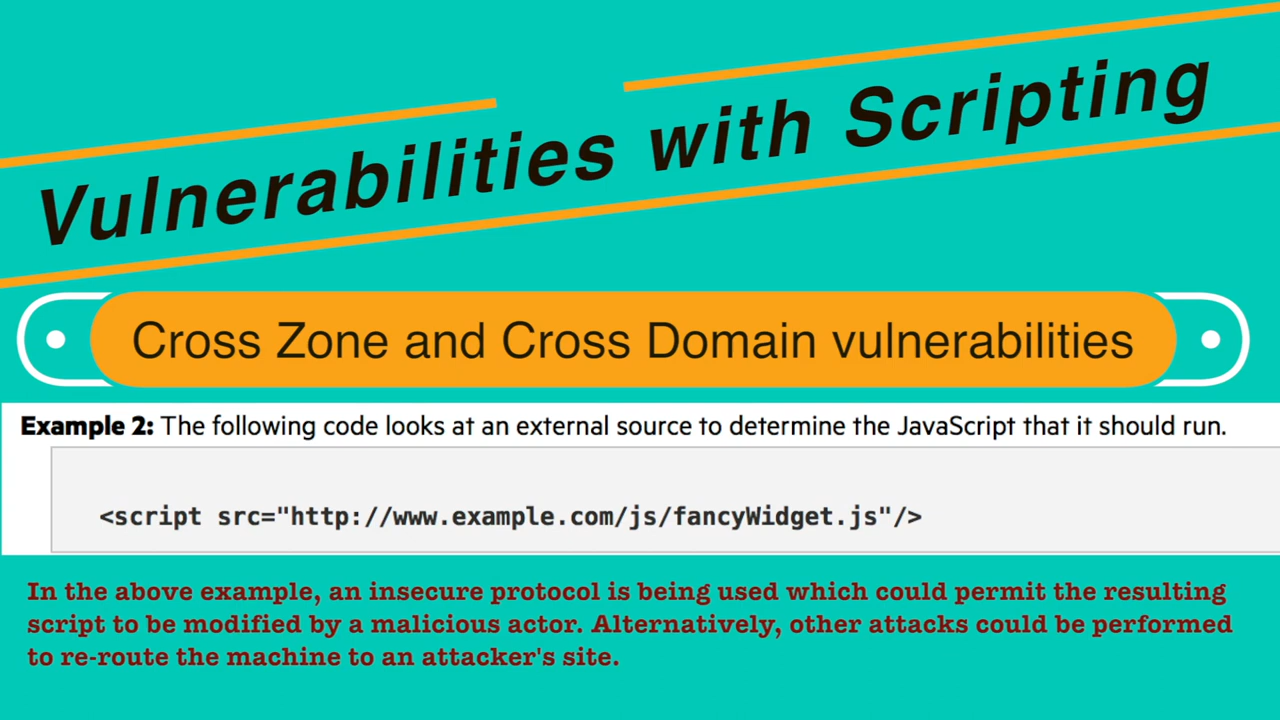 Vulnerabilities with Scripting
Cross Zone and Cross Domain vulnerabilities
Example 2: The following code looks at an external source to determine the JavaScript that it should run.
<script src="http://www.example.com/js/fancyWidget.js"/>
In the above example, an insecure protocol is being used which could permit the resulting
script to be modified by a malicious actor. Alternatively, other attacks could be performed
to re-route the machine to an attacker's site.